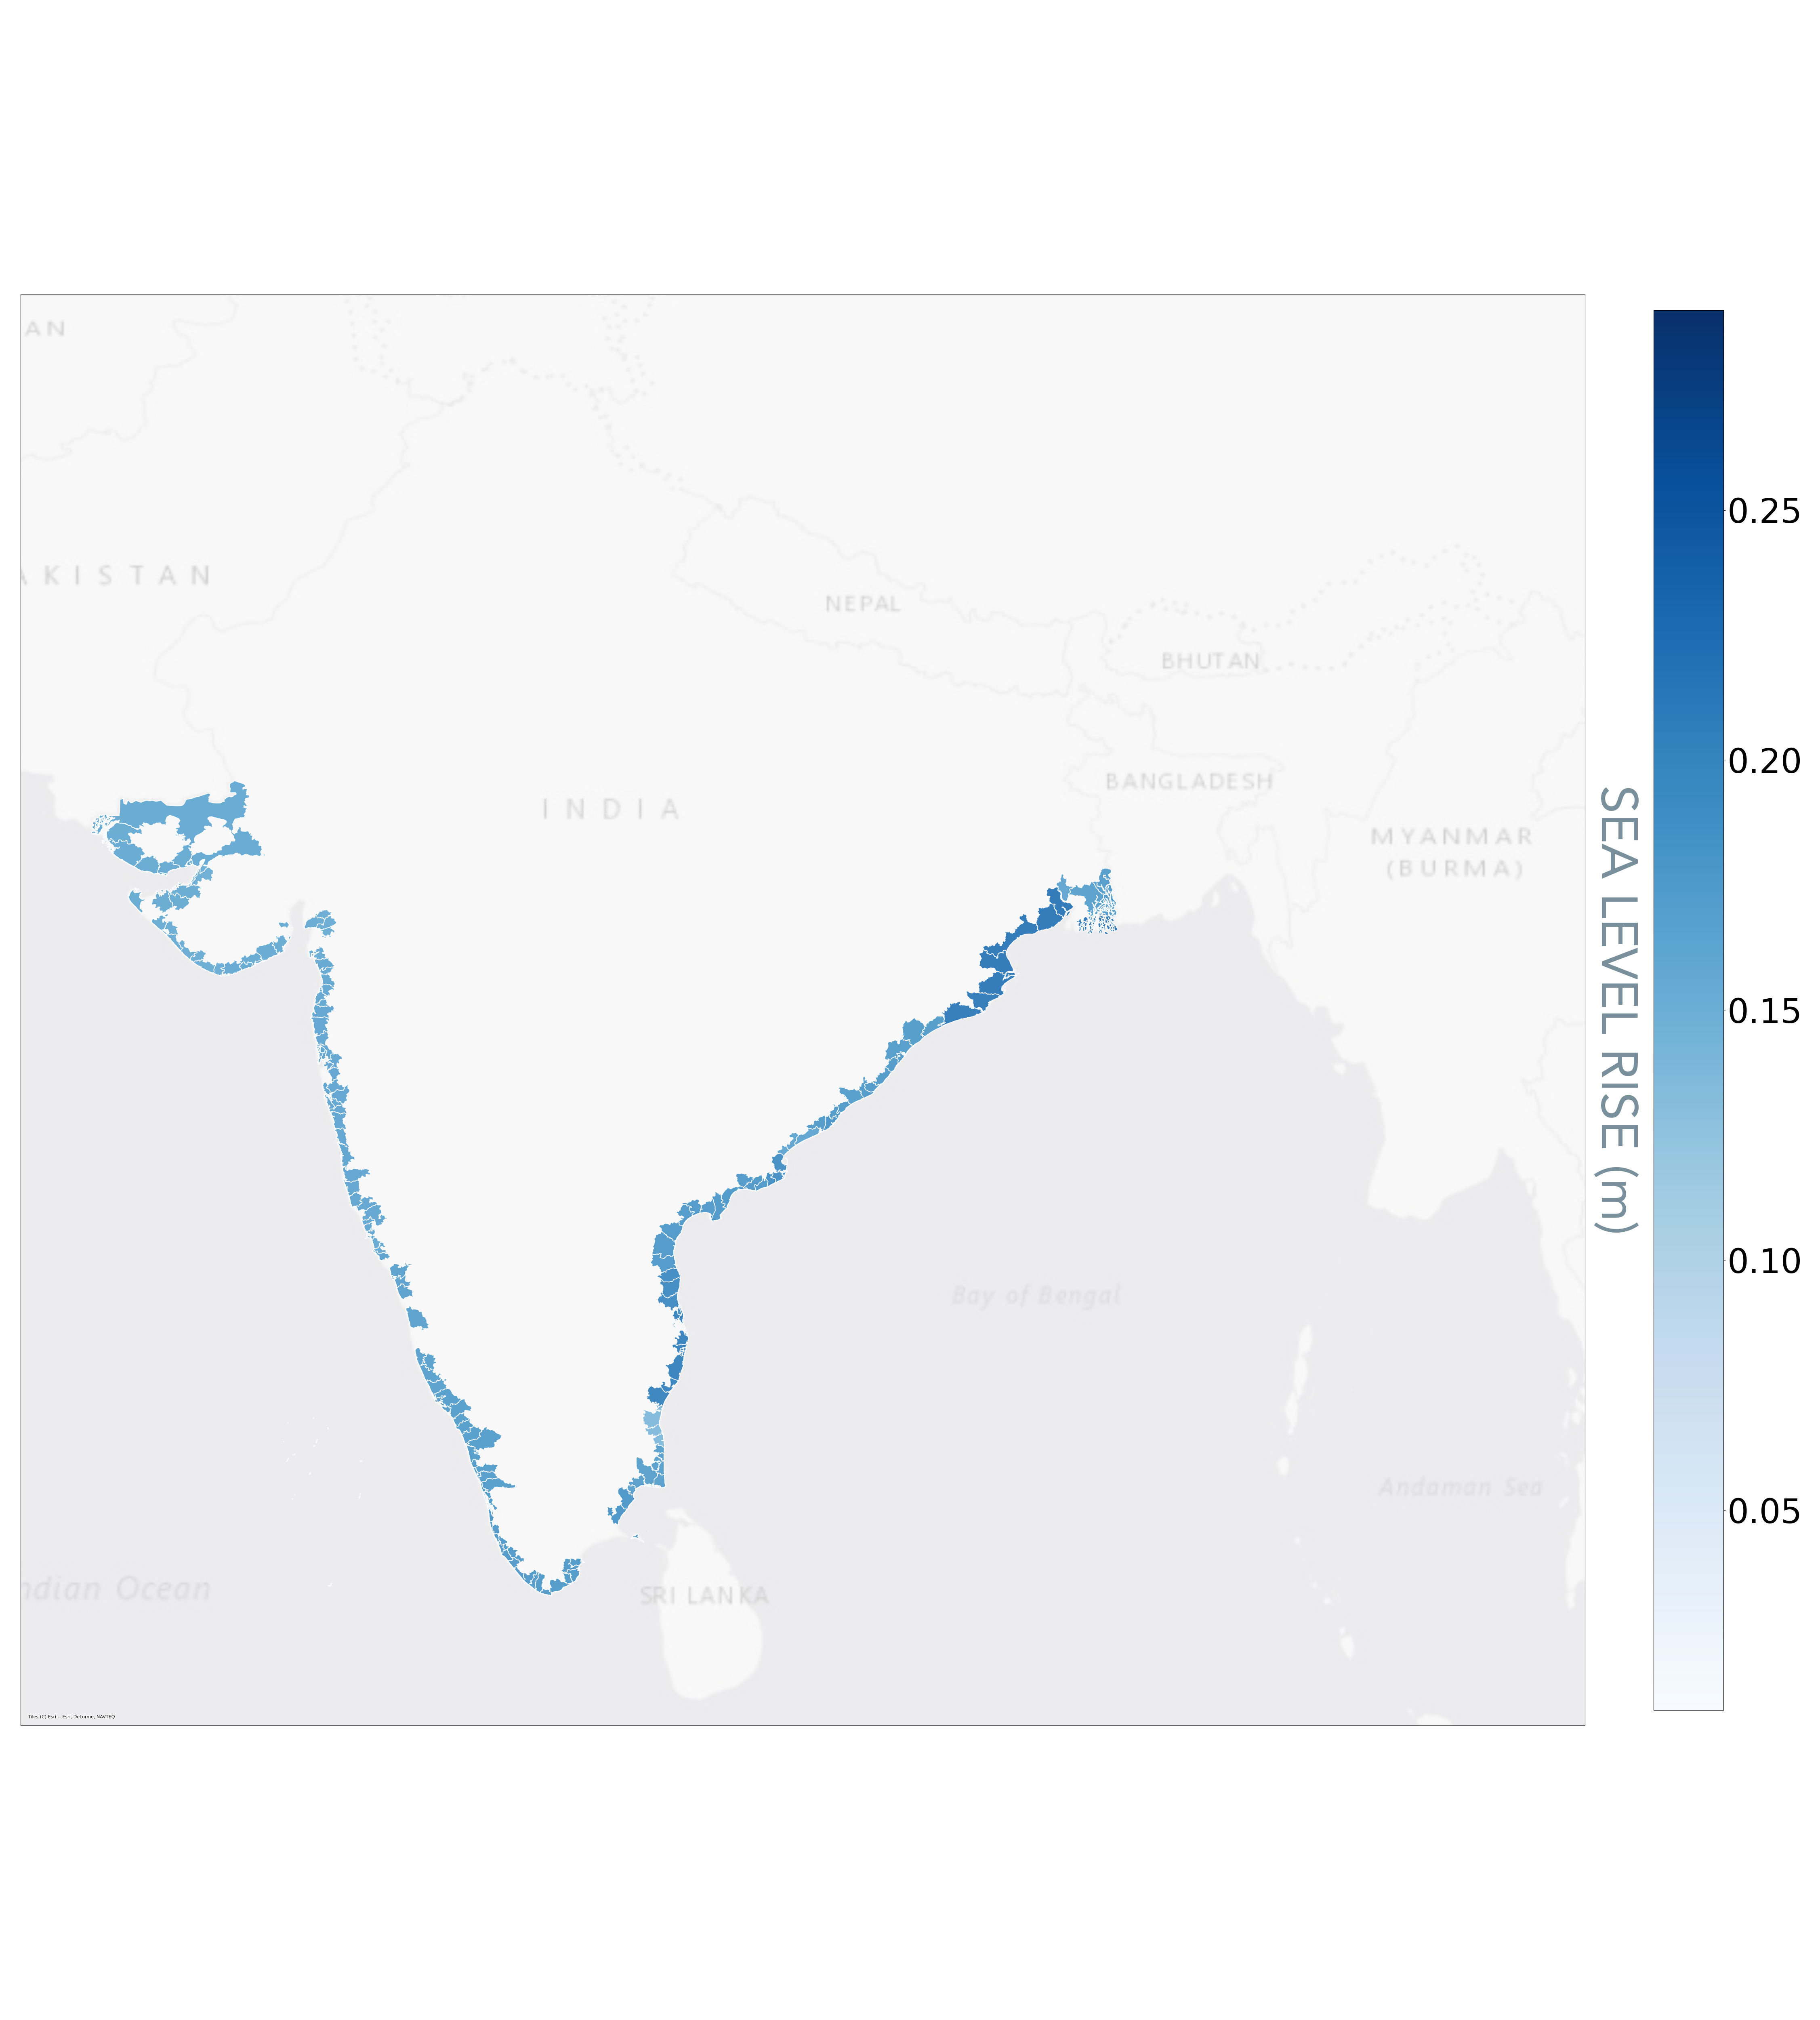 AN
AKISTAN
NEPAL
BHUTAN
INDIA
BANGLADESH
MYANMAR
(BURMA)
Bay of Bengal
Andaman Sea
ndian Ocean
SRI LANKA
Tiles (C) Esri -- Esri, DeLorme, NAVTEQ
SEA LEVEL RISE (m)
0.25
0.20
0.15
0.10
0.05